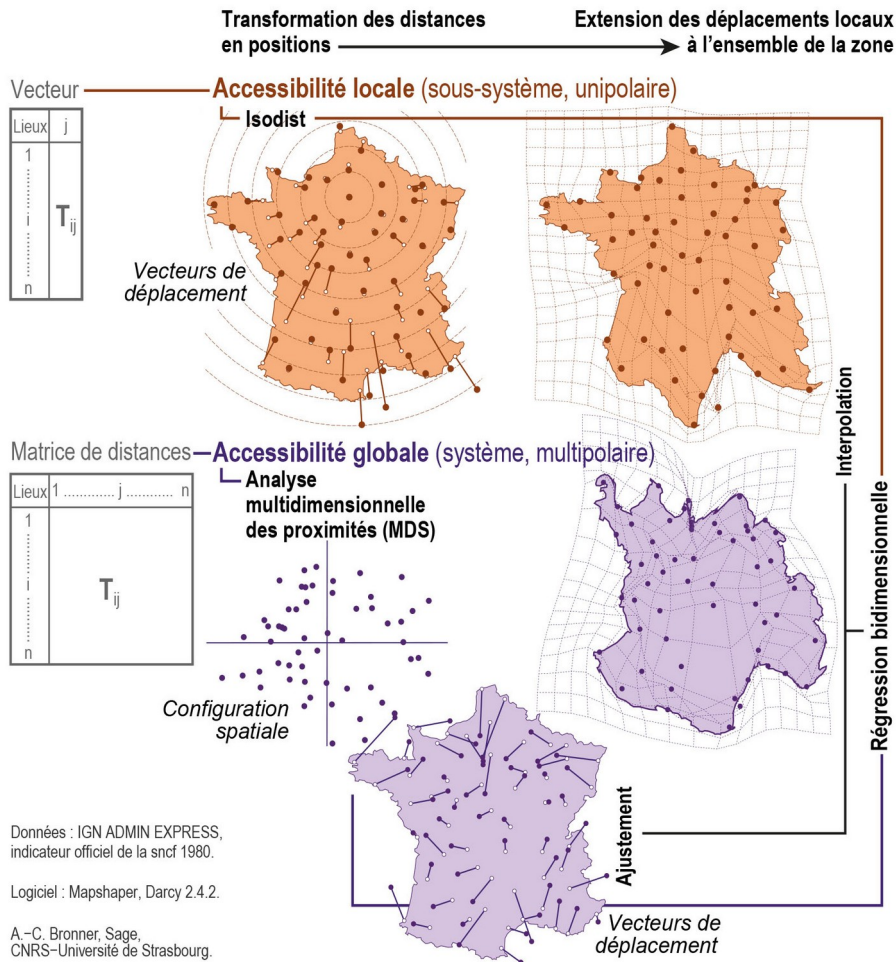 Transformation des distances
en positions
Extension des déplacements locaux
à l'ensemble de la zone
Vecteur
Accessibilité locale (sous-système, unipolaire)
Isodist
Lieux j
1
i
n
Tij
Vecteurs de
déplacement
Matrice de distances
Accessibilité globale (système, multipolaire)
Analyse
multidimensionnelle
des proximités (MDS)
Lieux 1 ............. j ............ n
1
i
n
Tij
Configuration
spatiale
Interpolation
Régression bidimensionnelle
Ajustement
Vecteurs de
déplacement
Données : IGN ADMIN EXPRESS,
indicateur officiel de la sncf 1980.
Logiciel : Mapshaper, Darcy 2.4.2.
A.-C. Bronner, Sage,
CNRS-Université de Strasbourg.